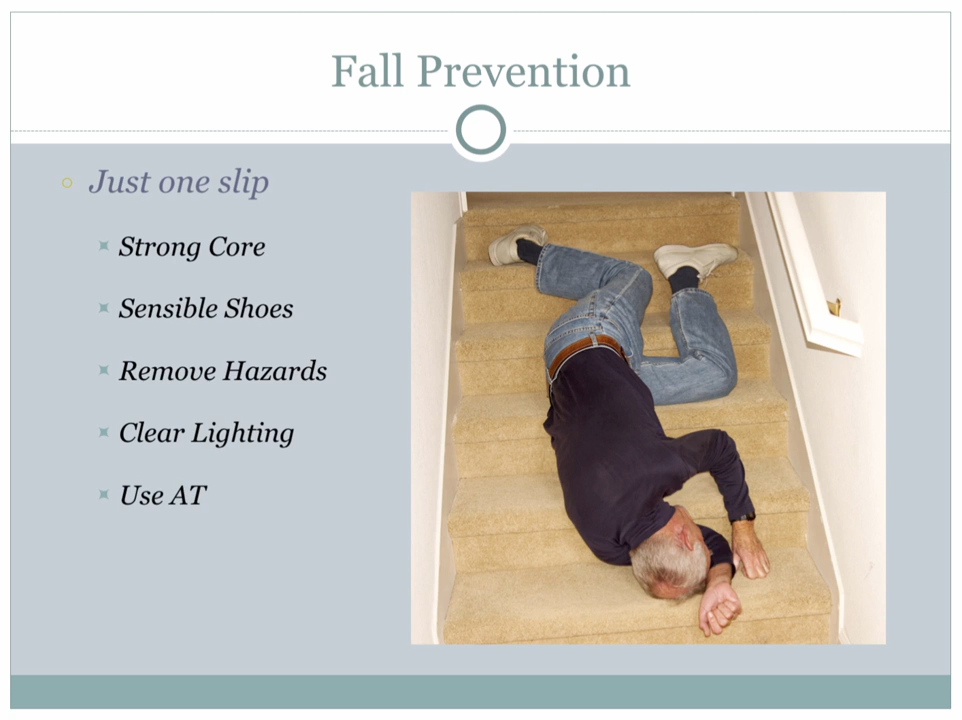 Fall Prevention
Just one slip
Strong Core
Sensible Shoes
Remove Hazards
Clear Lighting
Use AT